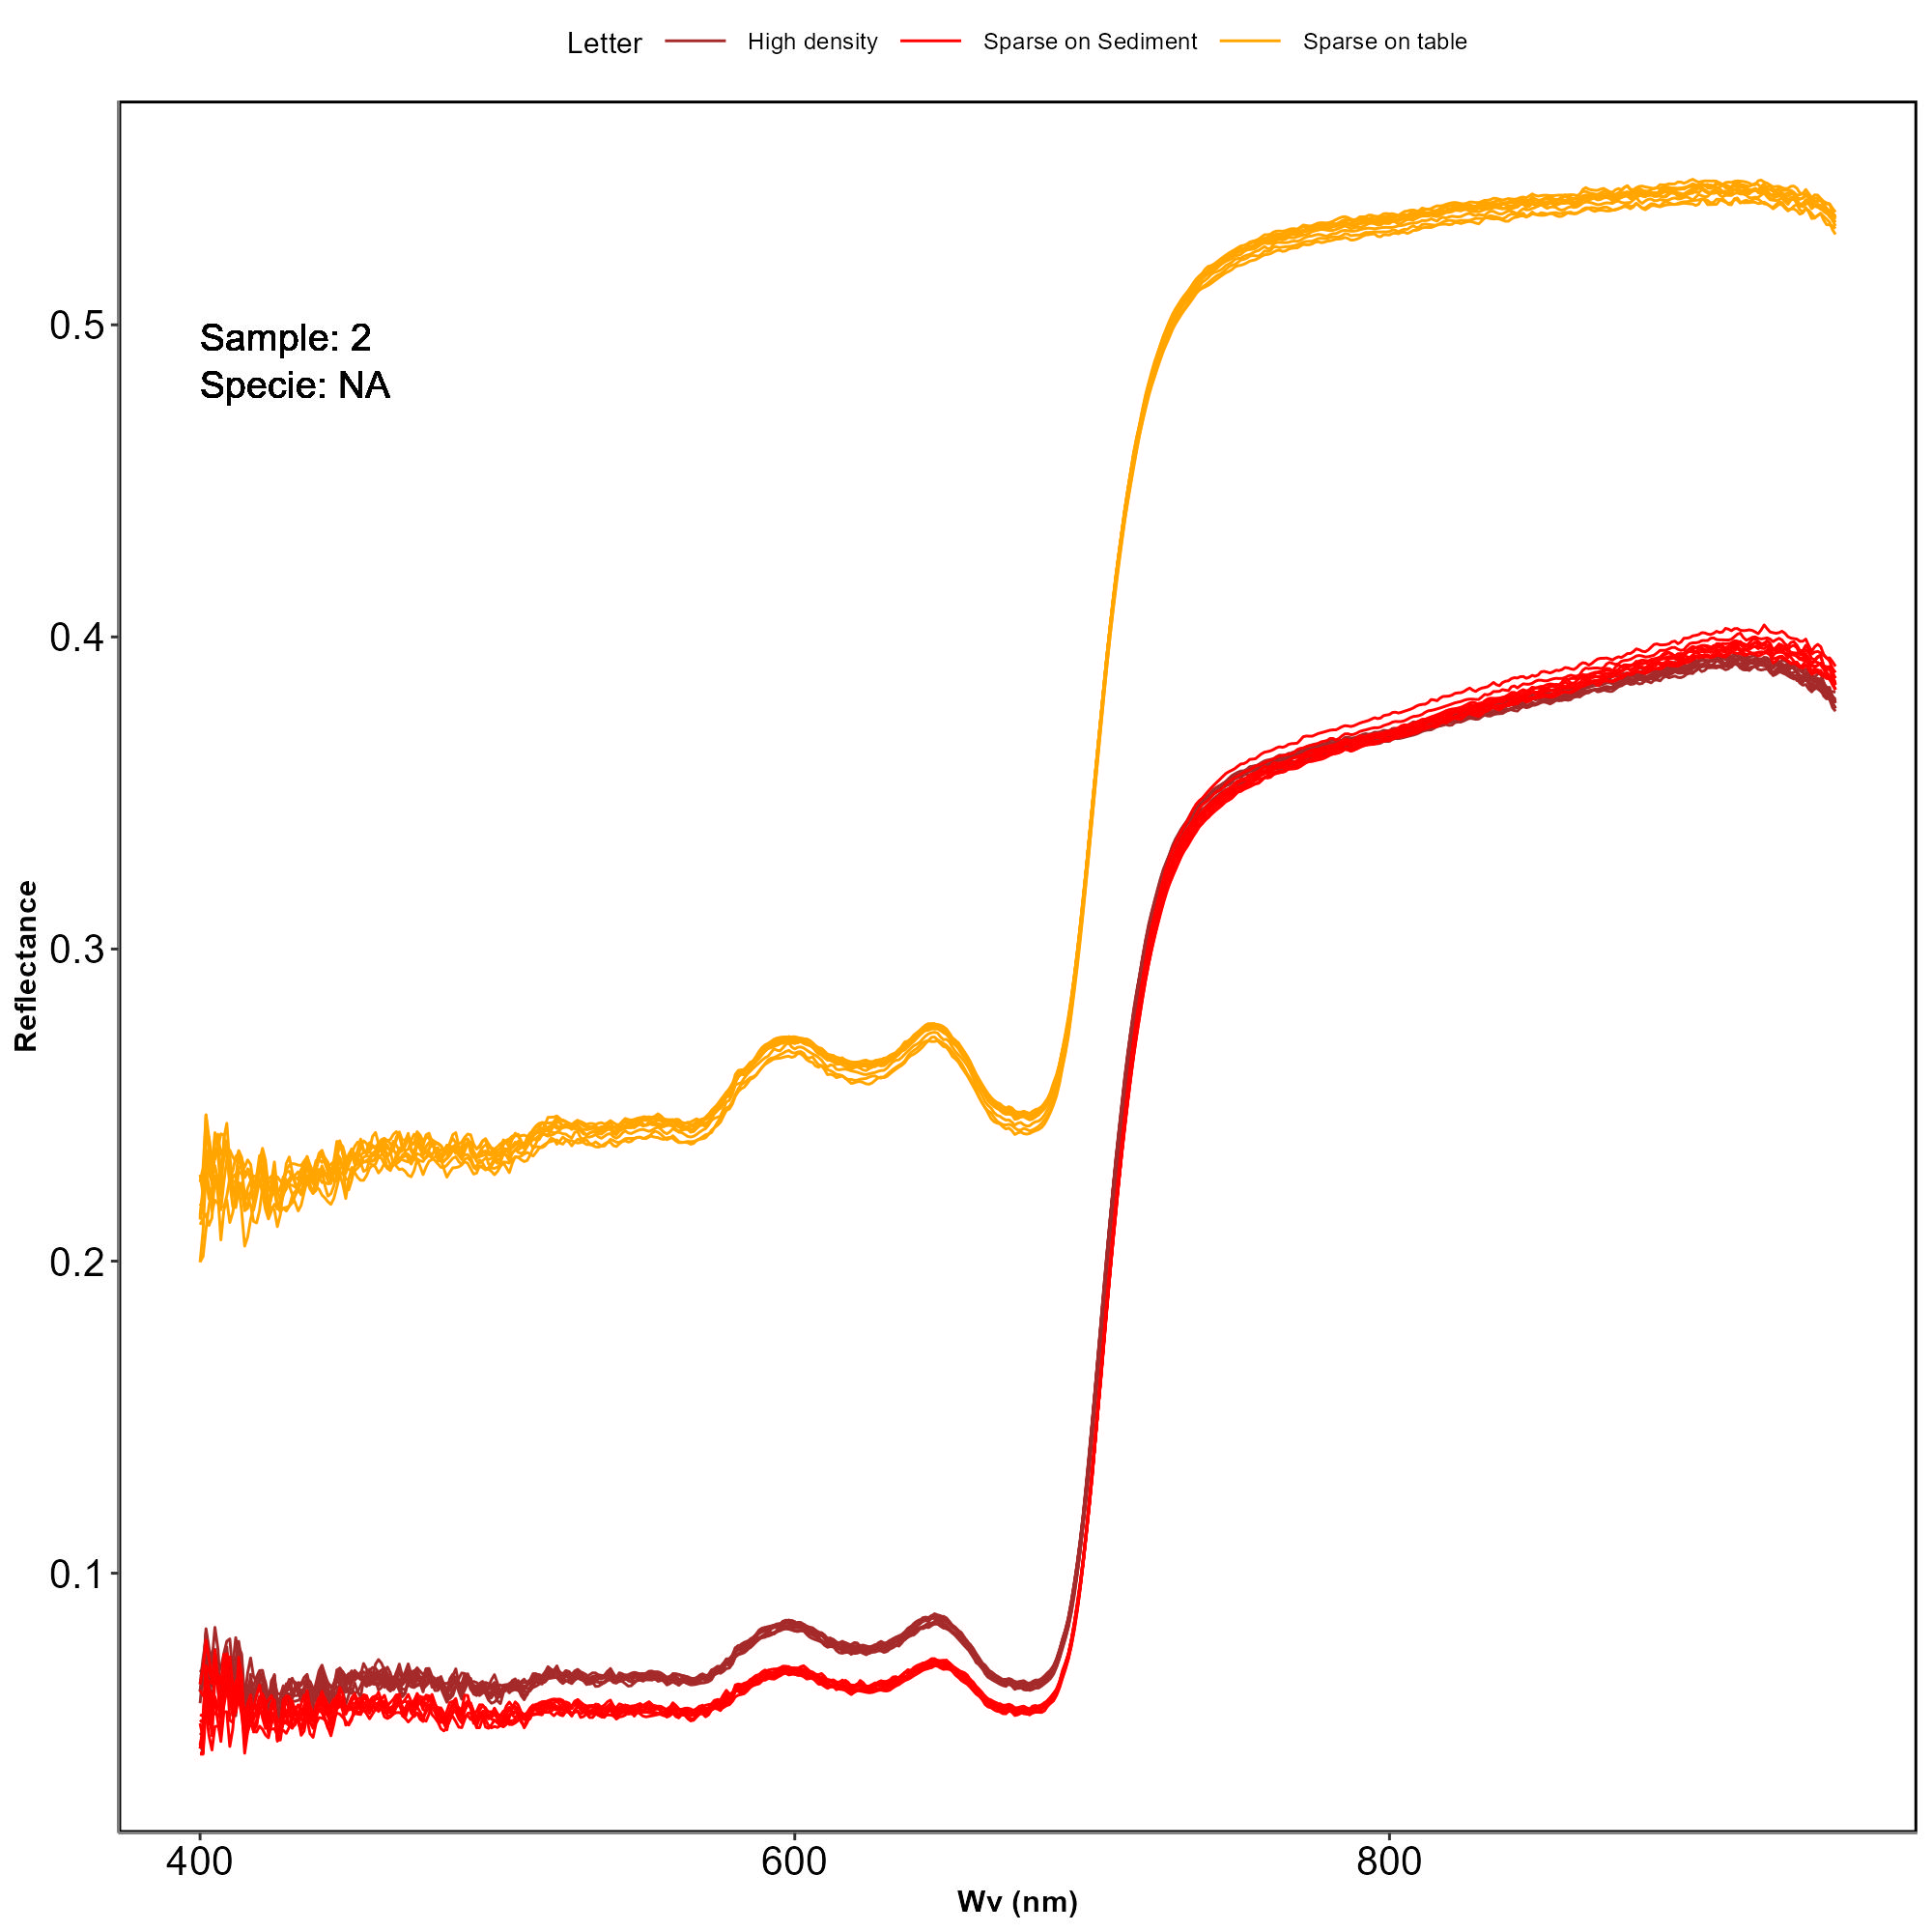 Letter High density Sparse on Sediment Sparse on table
Sample: 2
Specie: NA
0.5
0.4
0.3
0.2
0.1
Reflectance
400 600 800
Wv (nm)